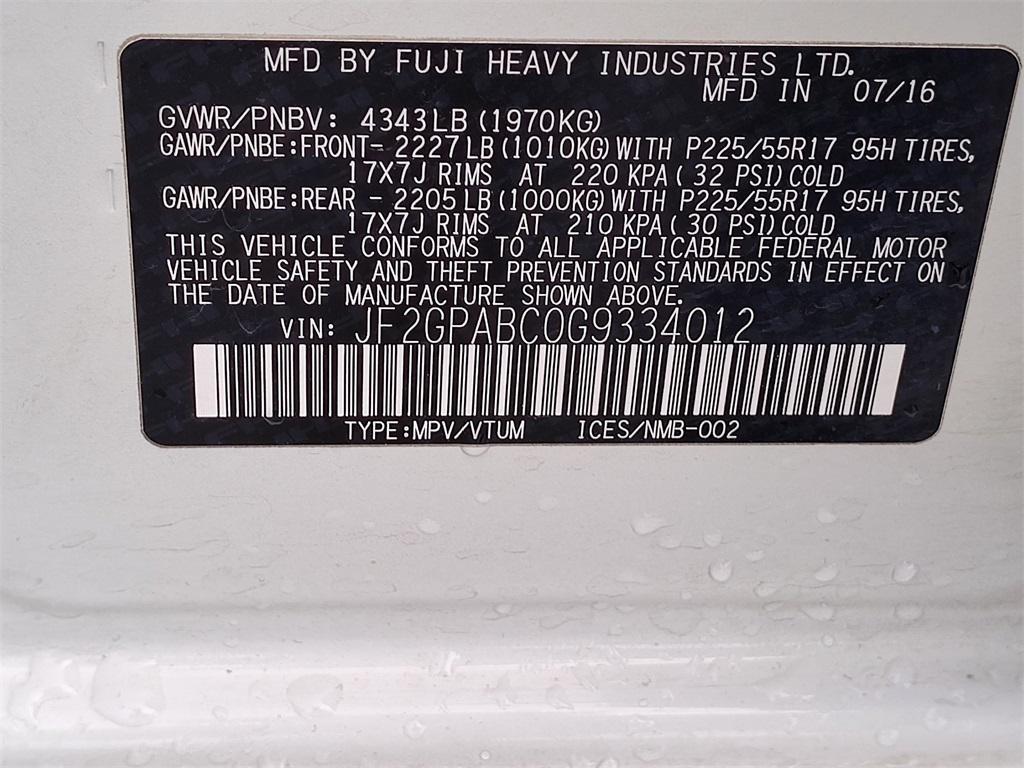 MFD BY FUJI HEAVY INDUSTRIES LTD.
MFD IN 07/16
GVWR/PNBV: 4343LB (1970KG)
GAWR/PNBE:FRONT- 2227LB (1010KG) WITH P225/55R17 95H TIRES,
17X7J RIMS AT 220 KPA( 32 PSI) COLD
GAWR/PNBE:REAR - 2205LB (1000KG) WITH P225/55R17 95H TIRES,
17X7J RIMS AT 210 KPA( 30 PSI) COLD
THIS VEHICLE CONFORMS TO ALL APPLICABLE FEDERAL MOTOR
VEHICLE SAFETY AND THEFT PREVENTION STANDARDS IN EFFECT ON
THE DATE OF MANUFACTURE SHOWN ABOVE.
VIN: JF2GPABC0G9334012
TYPE:MPV/VTUM ICES/NMB-002